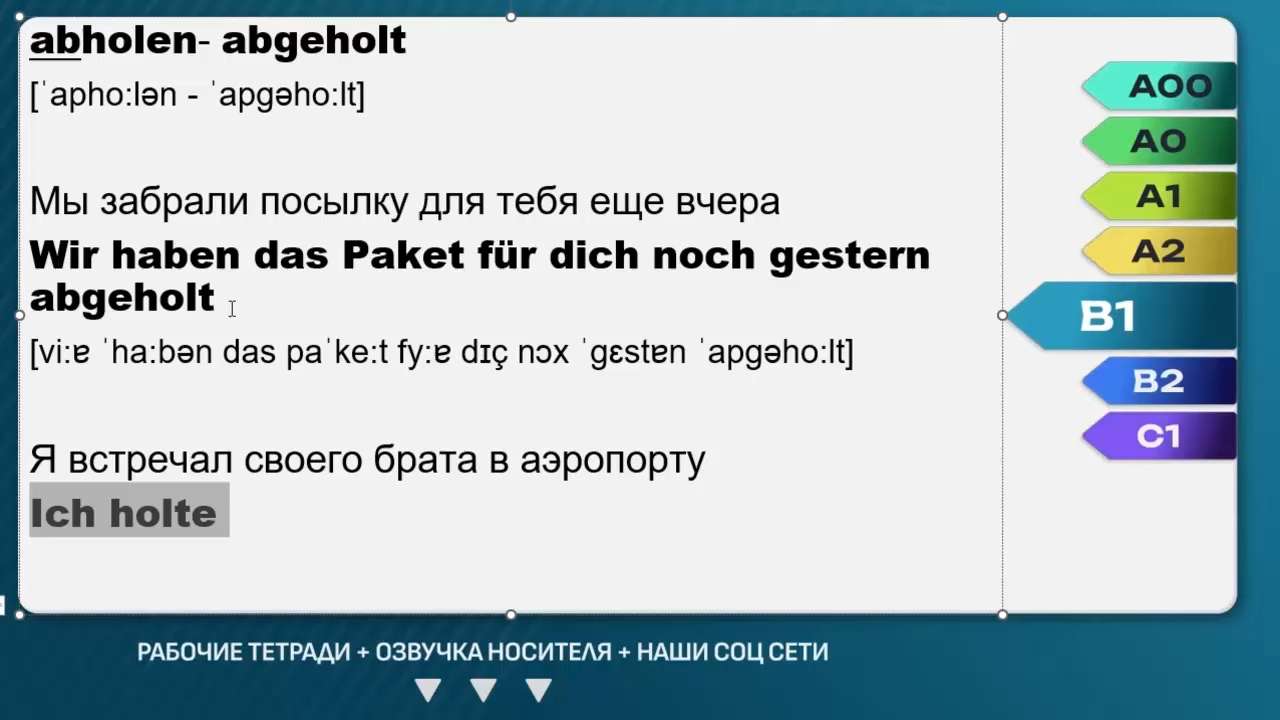 abholen- abgeholt
[ˈapho:lən - ˈapgəho:lt]
Мы забрали посылку для тебя еще вчера
Wir haben das Paket für dich noch gestern
abgeholt
[vi:ɐ ˈha:bən das paˈke:t fy:ɐ dɪç nɔx ˈgɛstɐn ˈapgəho:lt]
Я встречал своего брата в аэропорту
Ich holte
A00
A0
A1
A2
B1
B2
C1
РАБОЧИЕ ТЕТРАДИ + ОЗВУЧКА НОСИТЕЛЯ + НАШИ СОЦ СЕТИ